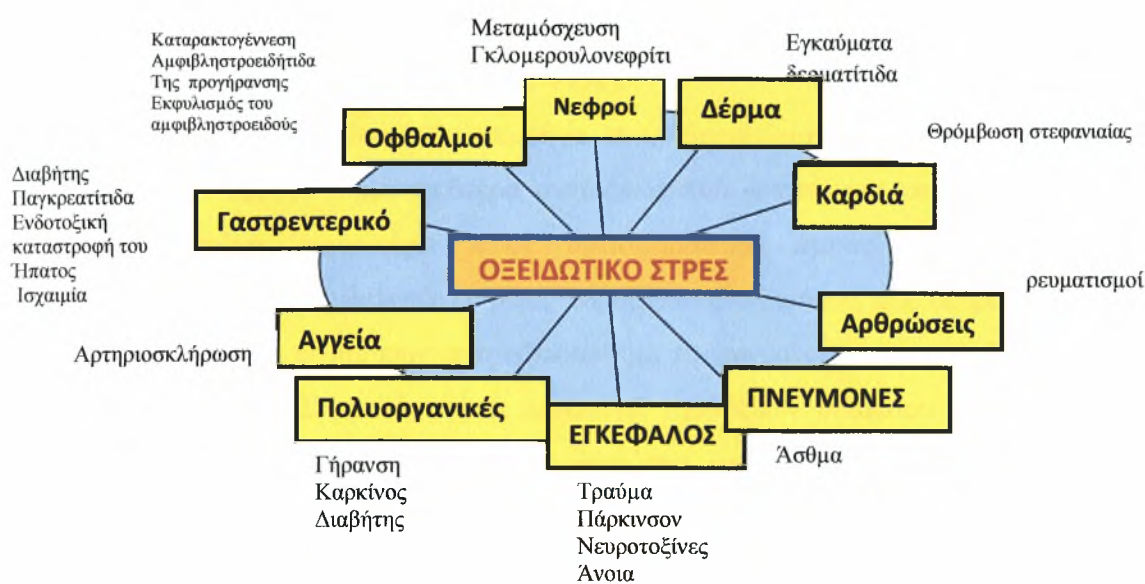 Μεταμόσχευση
Γκλομερουλονεφρίτι
Εγκαύματα
δερματίτιδα
Καταρακτογέννεση
Αμφιβληστροειδήτιδα
Της προγήρανσης
Εκφυλισμός του
αμφιβληστροειδούς
Νεφροί
Δέρμα
Οφθαλμοί
Θρόμβωση στεφανιαίας
Καρδιά
Διαβήτης
Παγκρεατίτιδα
Ενδοτοξική
καταστροφή του
Ήπατος
Ισχαιμία
Γαστρεντερικό
ΟΞΕΙΔΩΤΙΚΟ ΣΤΡΕΣ
ρευματισμοί
Αρθρώσεις
Αγγεία
Αρτηριοσκλήρωση
Πολυοργανικές
ΕΓΚΕΦΑΛΟΣ
ΠΝΕΥΜΟΝΕΣ
Άσθμα
Γήρανση
Καρκίνος
Διαβήτης
Τραύμα
Πάρκινσον
Νευροτοξίνες
Άνοια